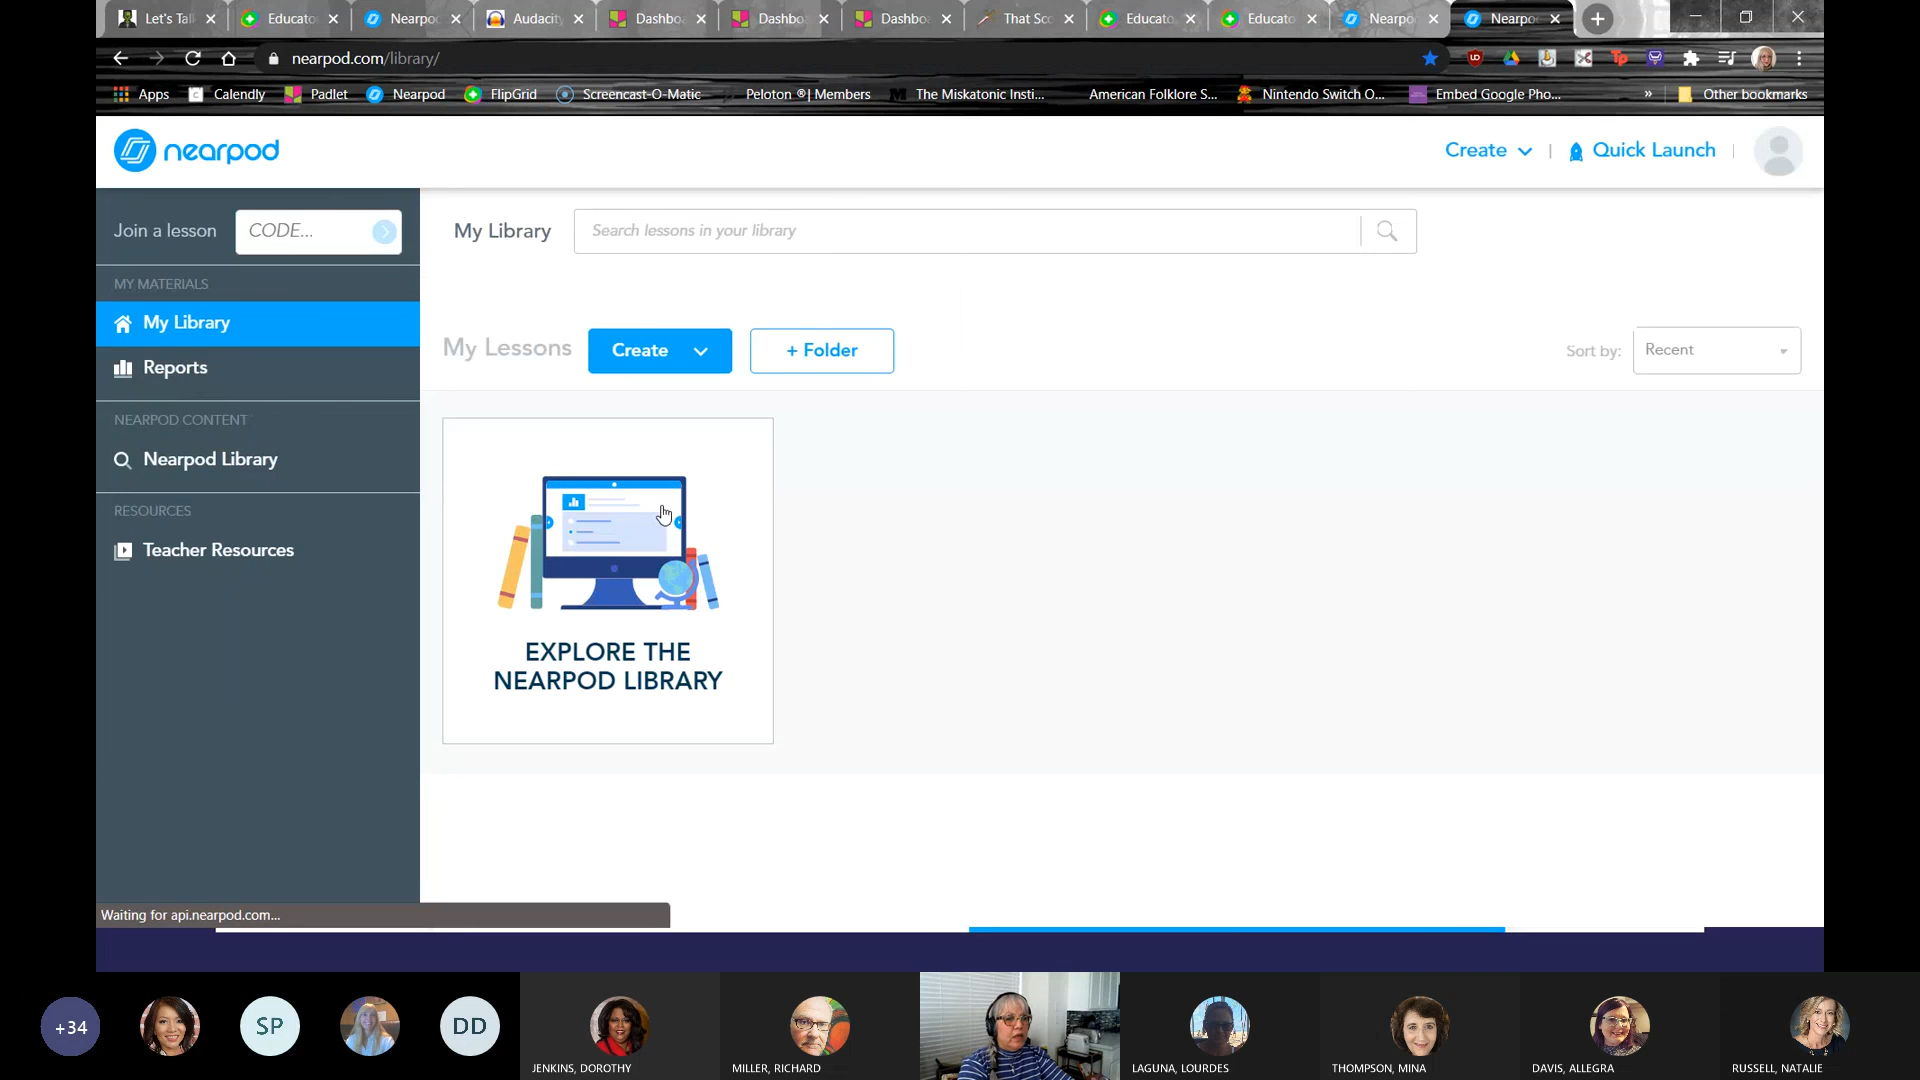 Let's Tal
Educato
Nearpo
Audacity
Dashbo
Dashbo
Dashbo
That Sco
Educato
Educato
Nearpo
Nearpo
nearpod.com/library/
Apps
Calendly
Padlet
Nearpod
FlipGrid
Screencast-O-Matic
Peloton ®| Members
The Miskatonic Insti...
American Folklore S...
Nintendo Switch O...
Embed Google Pho...
»
Other bookmarks
nearpod
Create
Quick Launch
Join a lesson
CODE...
My Library
Search lessons in your library
MY MATERIALS
My Library
Reports
My Lessons
Create
+ Folder
Sort by:
Recent
NEARPOD CONTENT
Nearpod Library
RESOURCES
Teacher Resources
EXPLORE THE
NEARPOD LIBRARY
Waiting for api.nearpod.com...
+34
SP
DD
JENKINS, DOROTHY
MILLER, RICHARD
LAGUNA, LOURDES
THOMPSON, MINA
DAVIS, ALLEGRA
RUSSELL, NATALIE